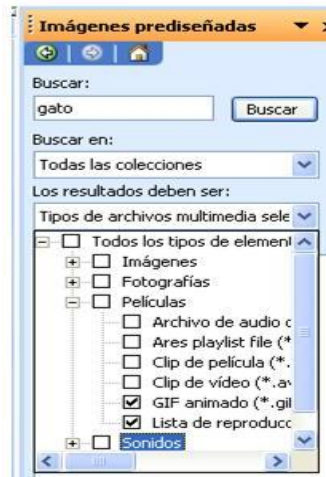 Imágenes prediseñadas
Buscar:
gato Buscar
Buscar en:
Todas las colecciones
Los resultados deben ser:
Tipos de archivos multimedia sele
Todos los tipos de element
Imágenes
Fotografías
Películas
Archivo de audio c
Ares playlist file (*
Clip de película (*.
Clip de vídeo (*.av
GIF animado (*.gif
Lista de reproducc
Sonidos